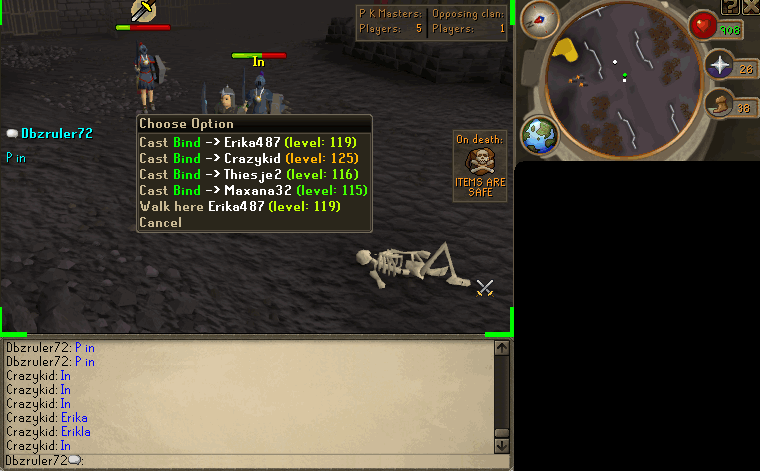 P K Masters: Opposing clan:
Players: 5 Players: 1
In
Dbzruler72
P in
Choose Option
Cast Bind -> Erika487 (level: 119)
Cast Bind -> Crazykid (level: 125)
Cast Bind -> Thiesje2 (level: 116)
Cast Bind -> Maxana32 (level: 115)
Walk here Erika487 (level: 119)
Cancel
On death:
ITEMS ARE
SAFE
?
908
26
38
Dbzruler72: P in
Dbzruler72: P in
Crazykid: In
Crazykid: In
Crazykid: In
Crazykid: Erika
Crazykid: Erikla
Crazykid: In
Dbzruler72: